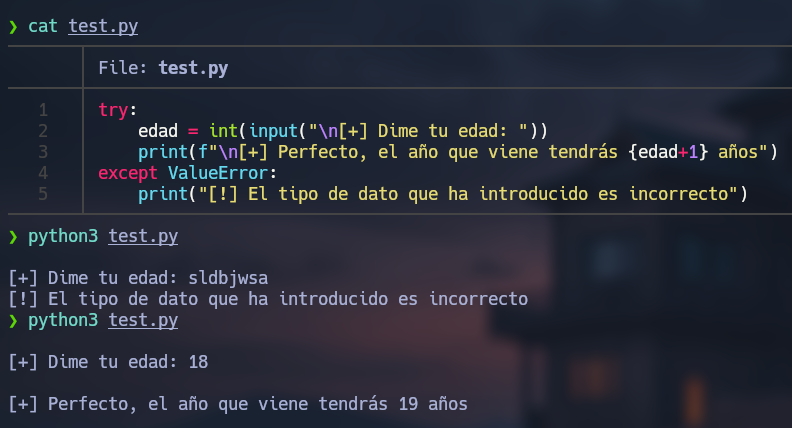 ❯ cat test.py
File: test.py
1 try:
2     edad = int(input("\n[+] Dime tu edad: "))
3     print(f"\n[+] Perfecto, el año que viene tendrás {edad+1} años")
4 except ValueError:
5     print("[!] El tipo de dato que ha introducido es incorrecto")
❯ python3 test.py
[+] Dime tu edad: sldbjwsa
[!] El tipo de dato que ha introducido es incorrecto
❯ python3 test.py
[+] Dime tu edad: 18
[+] Perfecto, el año que viene tendrás 19 años